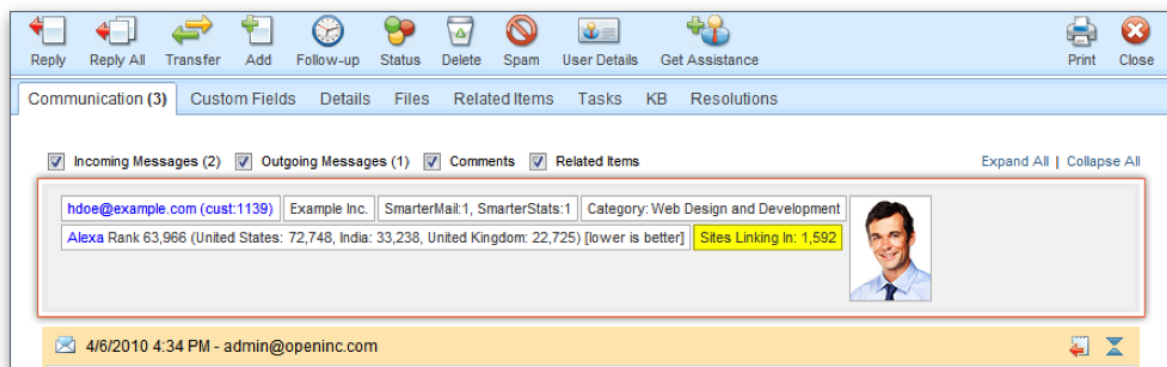 Reply Reply All Transfer Add Follow-up Status Delete Spam User Details Get Assistance Print Close
Communication (3) Custom Fields Details Files Related Items Tasks KB Resolutions
Incoming Messages (2) Outgoing Messages (1) Comments Related Items Expand All | Collapse All
hdoe@example.com (cust:1139) Example Inc. SmarterMail:1, SmarterStats:1 Category: Web Design and Development
Alexa Rank 63,966 (United States: 72,748, India: 33,238, United Kingdom: 22,725) [lower is better] Sites Linking In: 1,592
4/6/2010 4:34 PM - admin@openinc.com